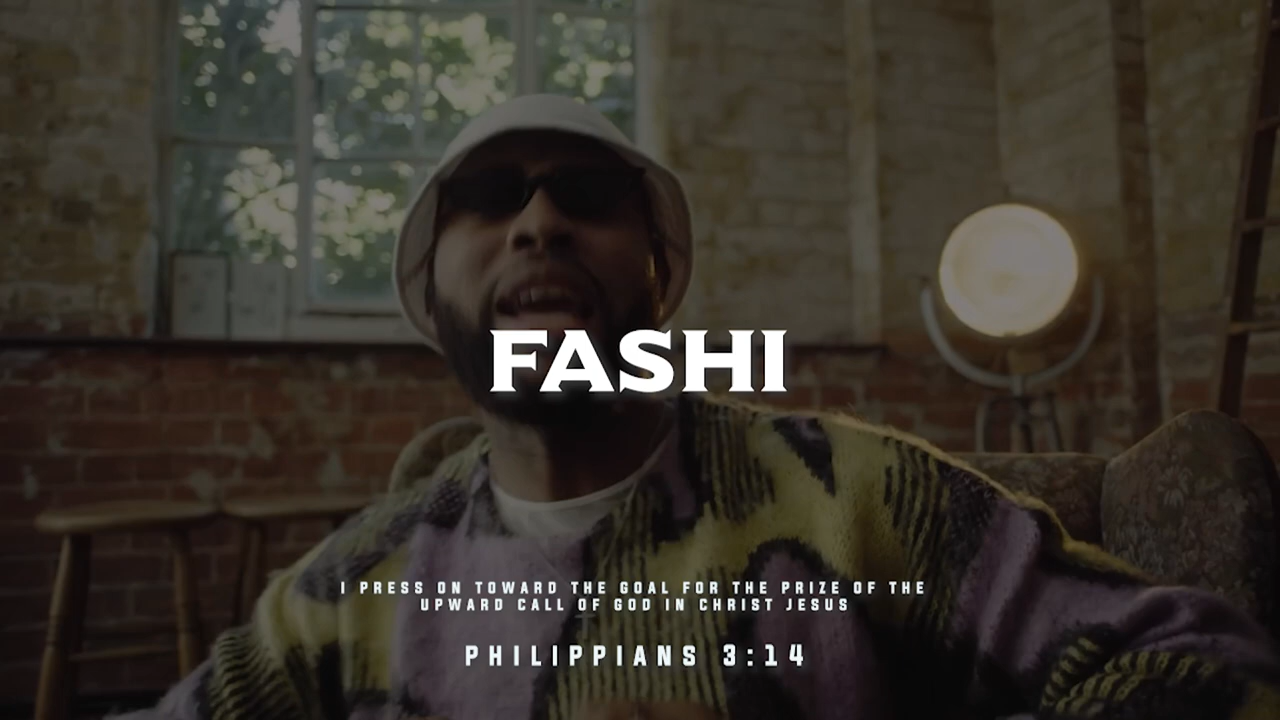 FASHI
I PRESS ON TOWARD THE GOAL FOR THE PRIZE OF THE
UPWARD CALL OF GOD IN CHRIST JESUS
PHILIPPIANS 3:14